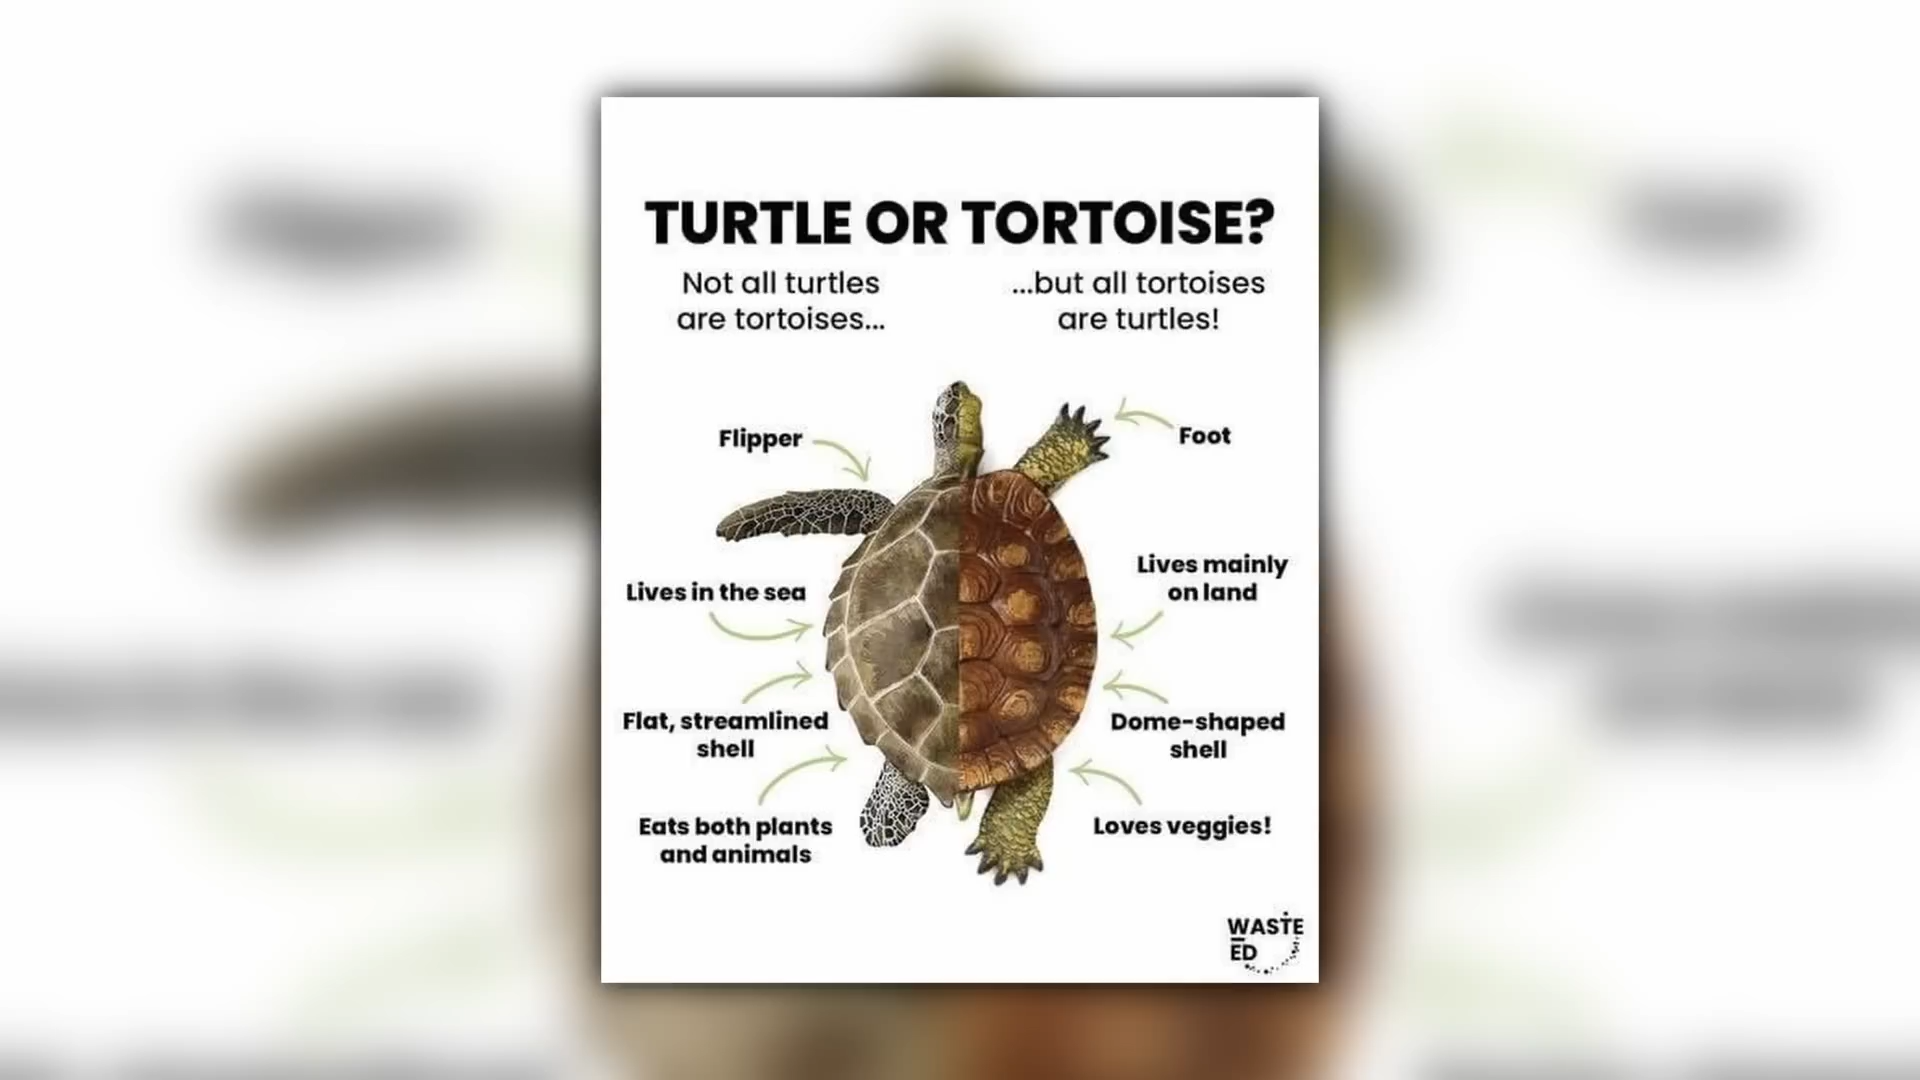 TURTLE OR TORTOISE?
Not all turtles
are tortoises...
...but all tortoises
are turtles!
Flipper
Foot
Lives in the sea
Lives mainly
on land
Flat, streamlined
shell
Dome-shaped
shell
Eats both plants
and animals
Loves veggies!
WASTE
ED